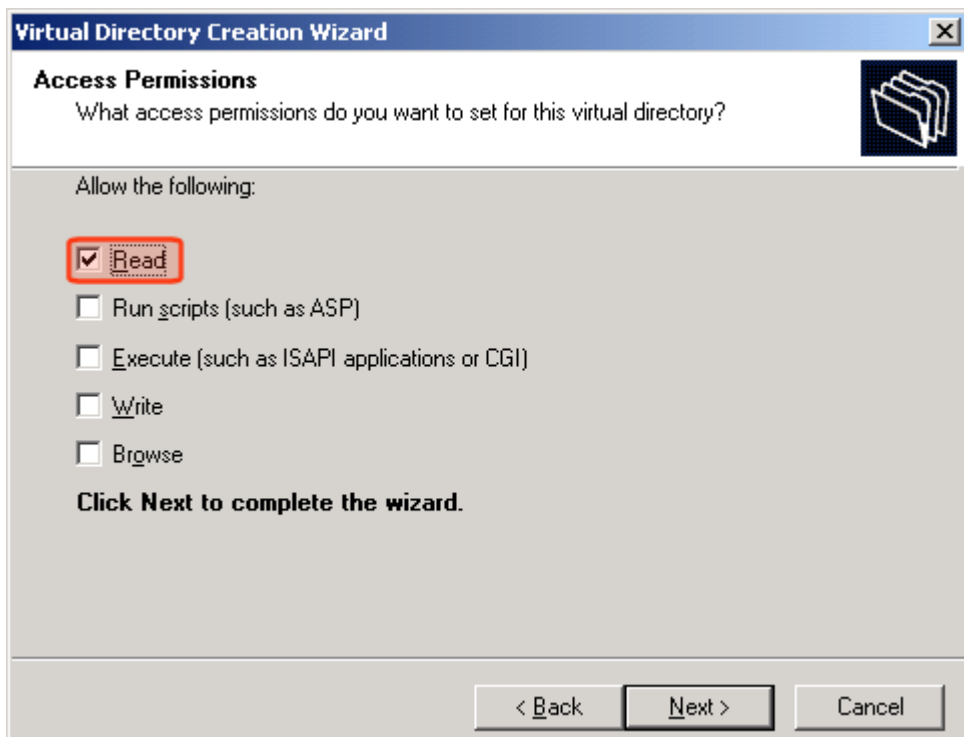 Virtual Directory Creation Wizard
Access Permissions
What access permissions do you want to set for this virtual directory?
Allow the following:
Read
Run scripts (such as ASP)
Execute (such as ISAPI applications or CGI)
Write
Browse
Click Next to complete the wizard.
< Back
Next >
Cancel